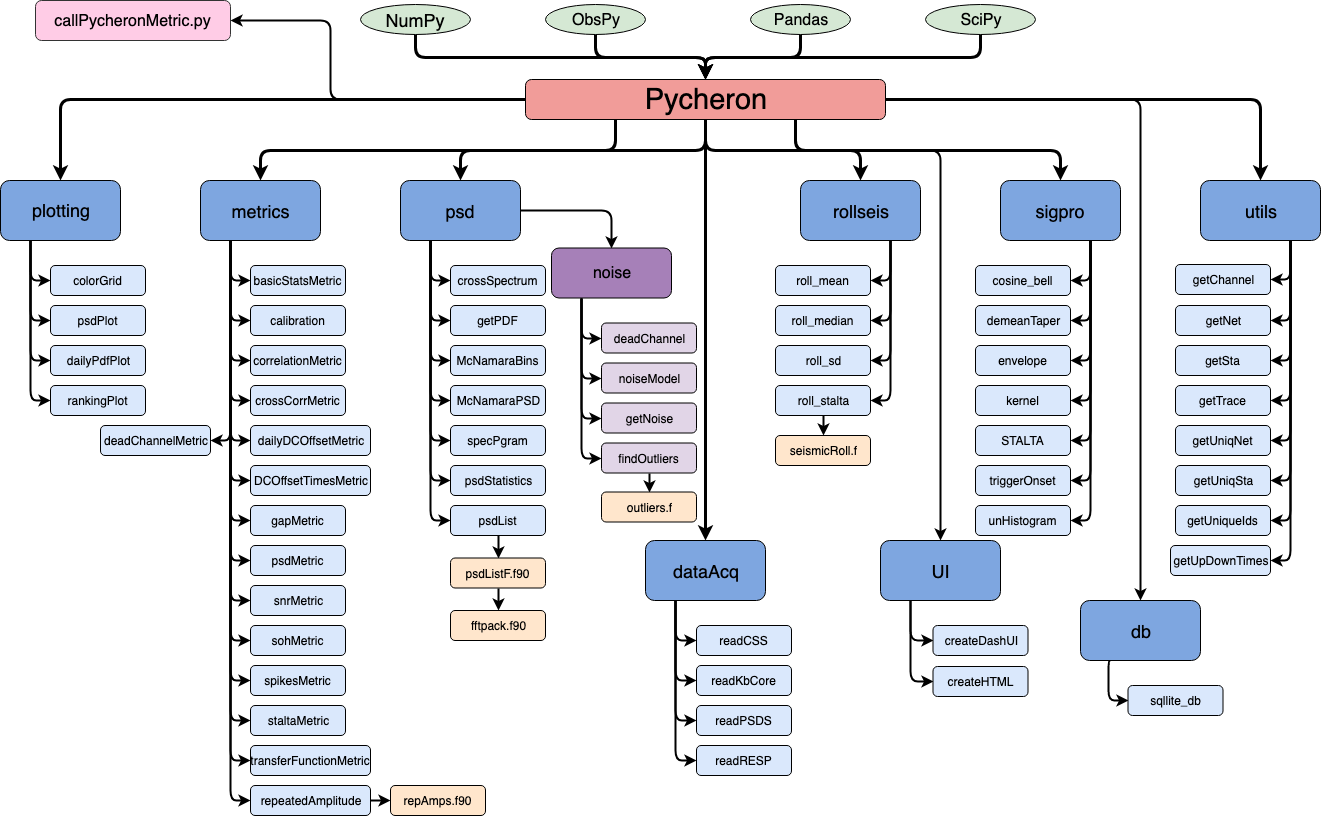 callPycheronMetric.py
NumPy
ObsPy
Pandas
SciPy
Pycheron
plotting
colorGrid
psdPlot
dailyPdfPlot
rankingPlot
metrics
basicStatsMetric
calibration
correlationMetric
crossCorrMetric
deadChannelMetric
dailyDCOffsetMetric
DCOffsetTimesMetric
gapMetric
psdMetric
snrMetric
sohMetric
spikesMetric
staltaMetric
transferFunctionMetric
repeatedAmplitude
repAmps.f90
psd
crossSpectrum
getPDF
McNamaraBins
McNamaraPSD
specPgram
psdStatistics
psdList
psdListF.f90
fftpack.f90
noise
deadChannel
noiseModel
getNoise
findOutliers
outliers.f
dataAcq
readCSS
readKbCore
readPSDS
readRESP
rollseis
roll_mean
roll_median
roll_sd
roll_stalta
seismicRoll.f
UI
createDashUI
createHTML
sigpro
cosine_bell
demeanTaper
envelope
kernel
STALTA
triggerOnset
unHistogram
db
sqllite_db
utils
getChannel
getNet
getSta
getTrace
getUniqNet
getUniqSta
getUniqueIds
getUpDownTimes